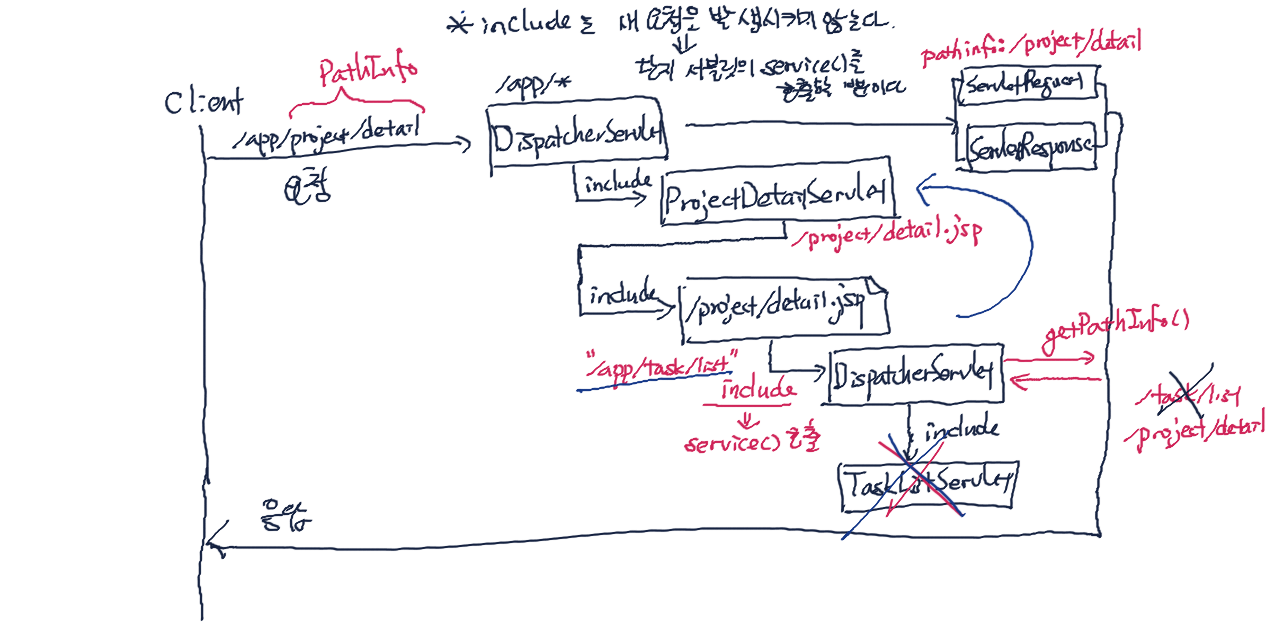 * include는 새 요청을 발생시키지 않는다.
단지 서블릿의 service()를
호출할 뿐이다
pathinfo: /project/detail
PathInfo
/app/*
ServletRequest
Client
/app/project/detail
DispatcherServlet
ServletResponse
요청
include
ProjectDetailServlet
/project/detail.jsp
include
/project/detail.jsp
getPathInfo()
"/app/task/list"
DispatcherServlet
include
/task/list
service() 호출
include
/project/detail
TaskListServlet
응답